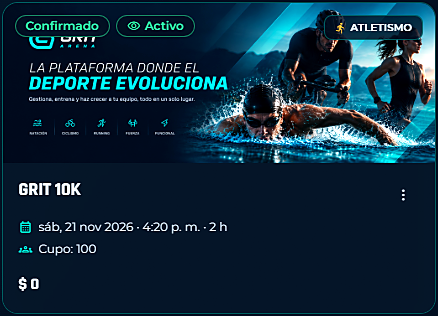 Confirmado
Activo
ATLETISMO
GRIT
ARENA
LA PLATAFORMA DONDE EL
DEPORTE EVOLUCIONA
Gestiona, entrena y haz crecer a tu equipo, todo en un solo lugar.
NATACIÓN CICLISMO RUNNING FUERZA FUNCIONAL
GRIT 10K
sáb, 21 nov 2026 · 4:20 p. m. · 2 h
Cupo: 100
$ 0